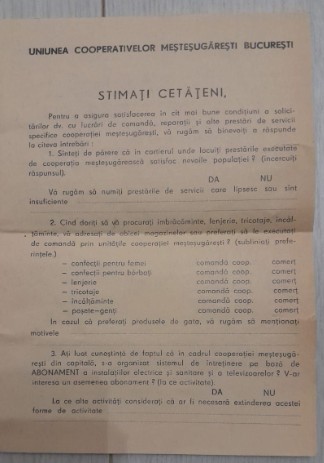 UNIUNEA COOPERATIVELOR MEȘTEȘUGĂREȘTI BUCUREȘTI
STIMAȚI CETĂȚENI,
Pentru a asigura satisfacerea în cît mai bune condițiuni a solici-
tărilor dv. cu lucrări de comandă, reparații și alte prestări de servicii
specifice cooperației meșteșugărești, vă rugăm să binevoiți a răspunde
la cîteva întrebări :
1. Sînteți de părere că în cartierul unde locuiți prestările executate
de cooperația meșteșugărească satisfac nevoile populației ? (încercuiți
răspunsul).
DA NU
Vă rugăm să numiți prestările de servicii care lipsesc sau sînt
insuficiente
2. Cînd doriți să vă procurați îmbrăcăminte, lenjerie, tricotaje, încăl-
țăminte, vă adresați de obicei magazinelor sau preferați să le executați
de comandă prin unitățile cooperației meșteșugărești ? (subliniați prefe-
rințele.)
— confecții pentru femei comandă coop. comerț
— confecții pentru bărbați comandă coop. comerț
— lenjerie comandă coop. comerț
— tricotaje comandă coop. comerț
— încălțăminte comandă coop. comerț
— poșete-genți comandă coop. comerț
În cazul că preferați produsele de gata, vă rugăm să menționați
motivele
3. Ați luat cunoștință de faptul că în cadrul cooperației meșteșugă-
rești din capitală, s-a organizat sistemul de întreținere pe bază de
ABONAMENT a instalațiilor electrice și sanitare și a televizoarelor ? V-ar
interesa un asemenea abonament ? (la ce activitate)
DA NU
La ce alte activități considerați că ar fi necesară extinderea acestei
forme de activitate